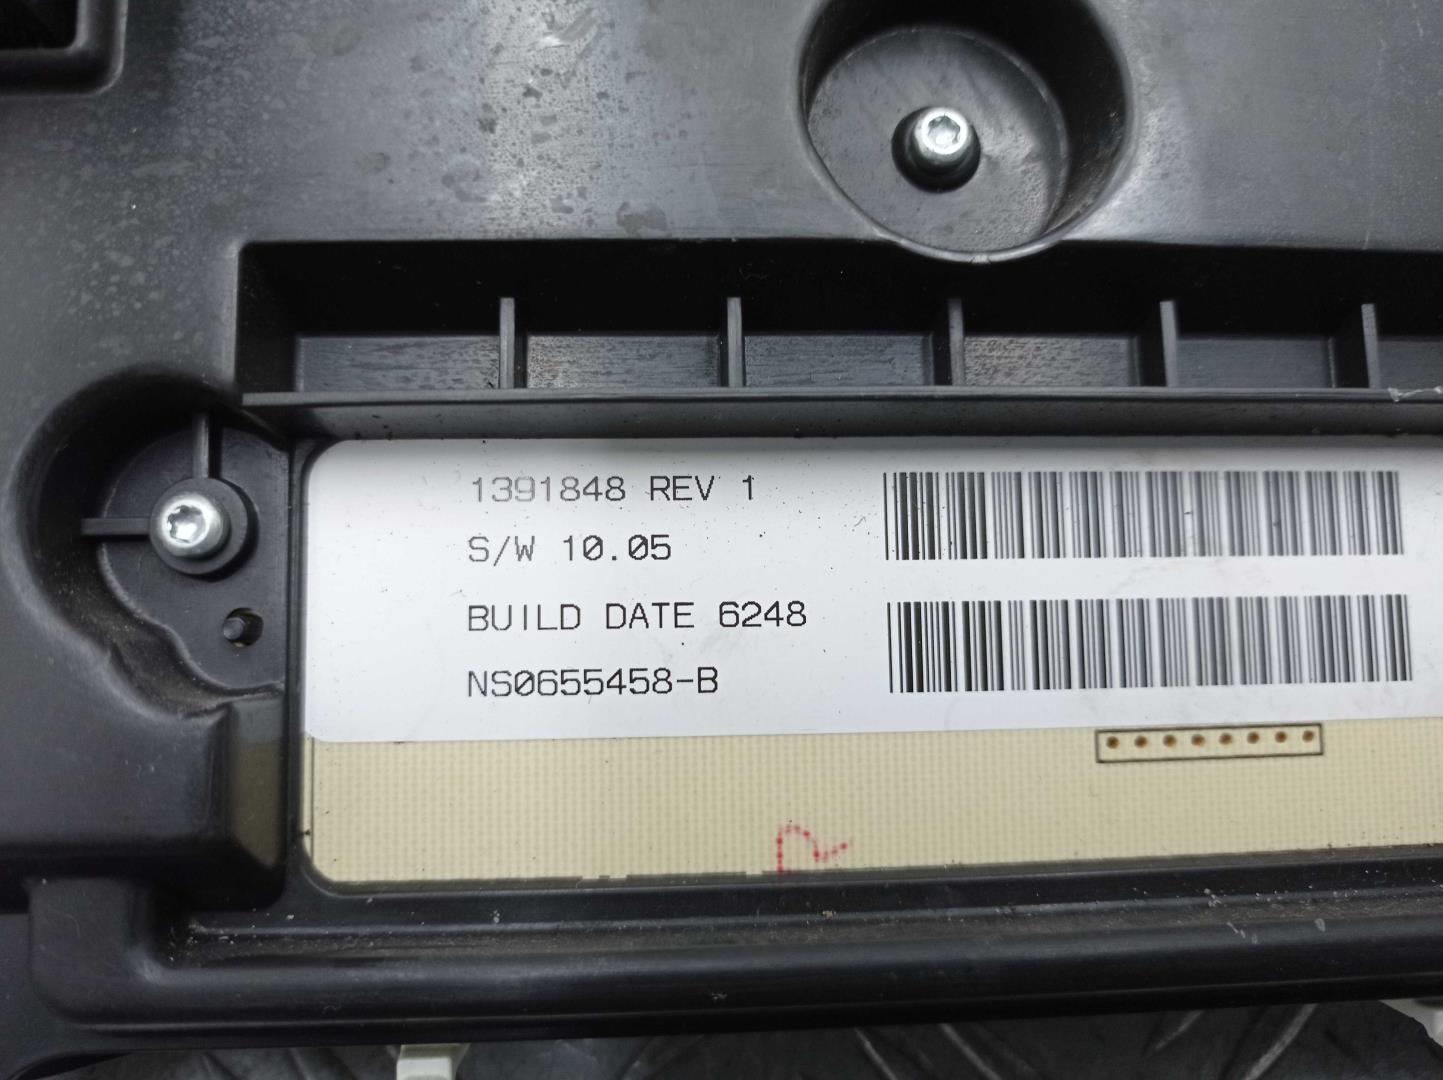 1391848 REV 1
S/W 10.05
BUILD DATE 6248
NS0655458-B